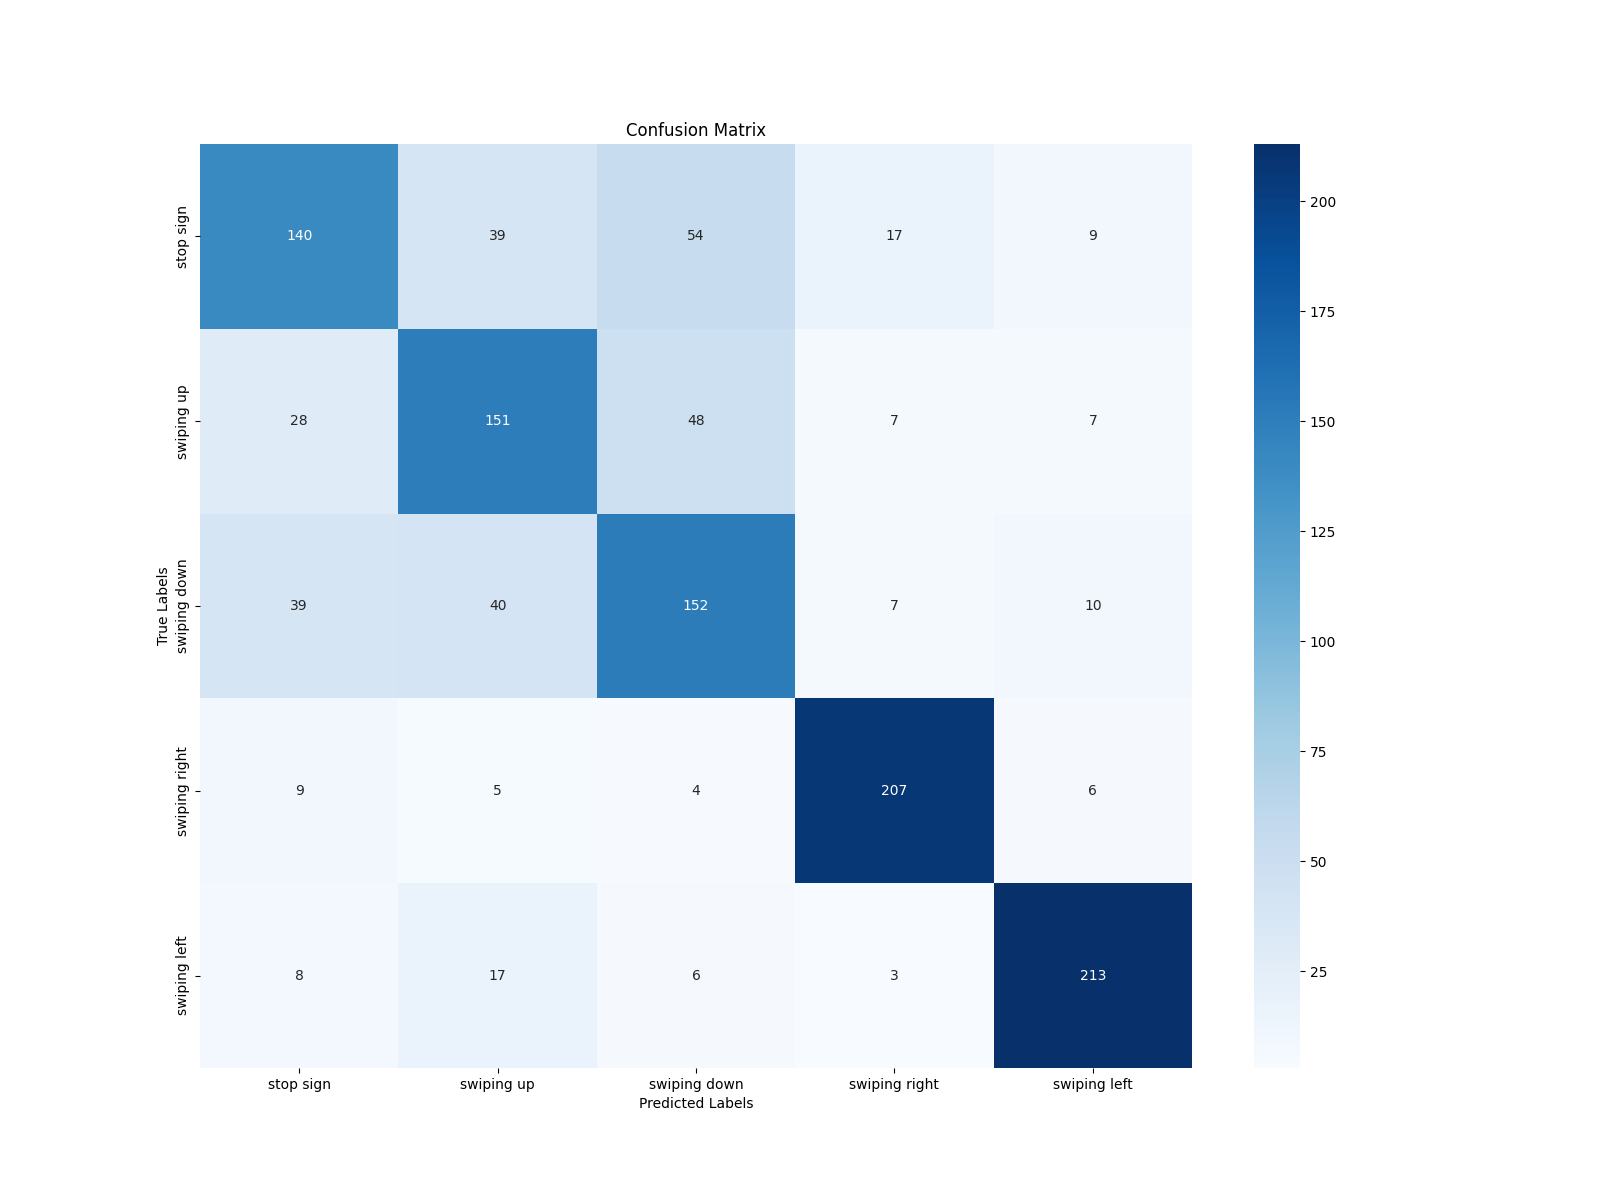 Confusion Matrix
stop sign
140 39 54 17 9
swiping up
28 151 48 7 7
True Labels
swiping down
39 40 152 7 10
swiping right
9 5 4 207 6
swiping left
8 17 6 3 213
stop sign swiping up swiping down swiping right swiping left
Predicted Labels
200
175
150
125
100
75
50
25